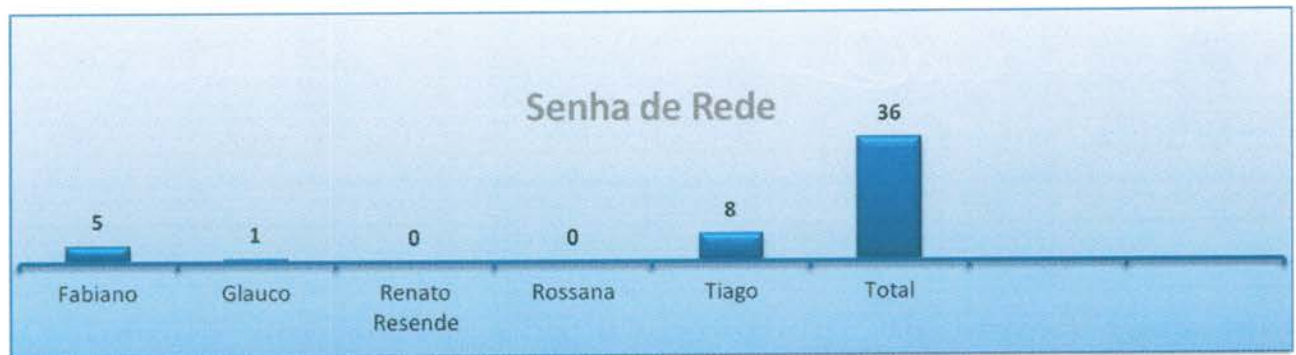 Senha de Rede
36
5
1
0
0
8
Fabiano
Glauco
Renato
Resende
Rossana
Tiago
Total